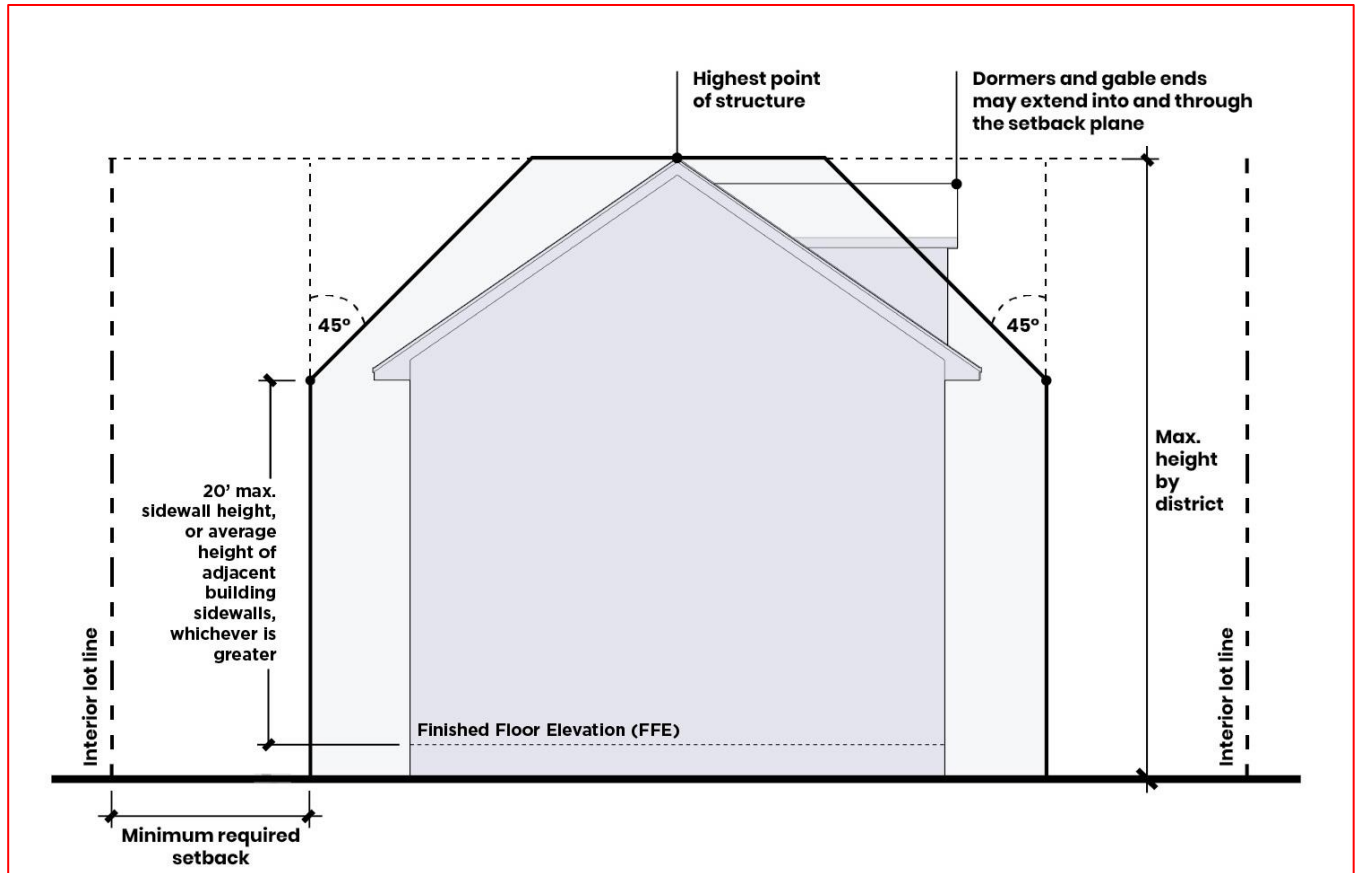 Highest point
of structure
Dormers and gable ends
may extend into and through
the setback plane
45°
45°
20’ max.
sidewall height,
or average
height of
adjacent
building
sidewalls,
whichever is
greater
Max.
height
by
district
Interior lot line
Interior lot line
Finished Floor Elevation (FFE)
Minimum required
setback